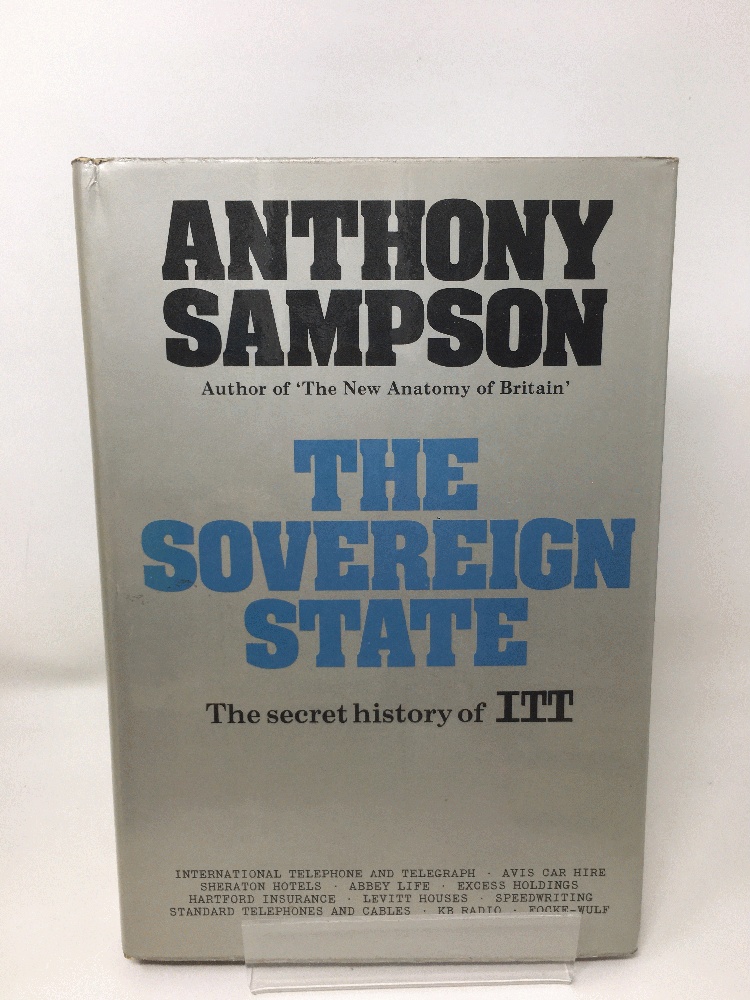 ANTHONY
SAMPSON
Author of ‘The New Anatomy of Britain’
THE
SOVEREIGN
STATE
The secret history of ITT
INTERNATIONAL TELEPHONE AND TELEGRAPH · AVIS CAR HIRE
SHERATON HOTELS · ABBEY LIFE · EXCESS HOLDINGS
HARTFORD INSURANCE · LEVITT HOUSES · SPEEDWRITING
STANDARD TELEPHONES AND CABLES · KB RADIO · FOCKE-WULF